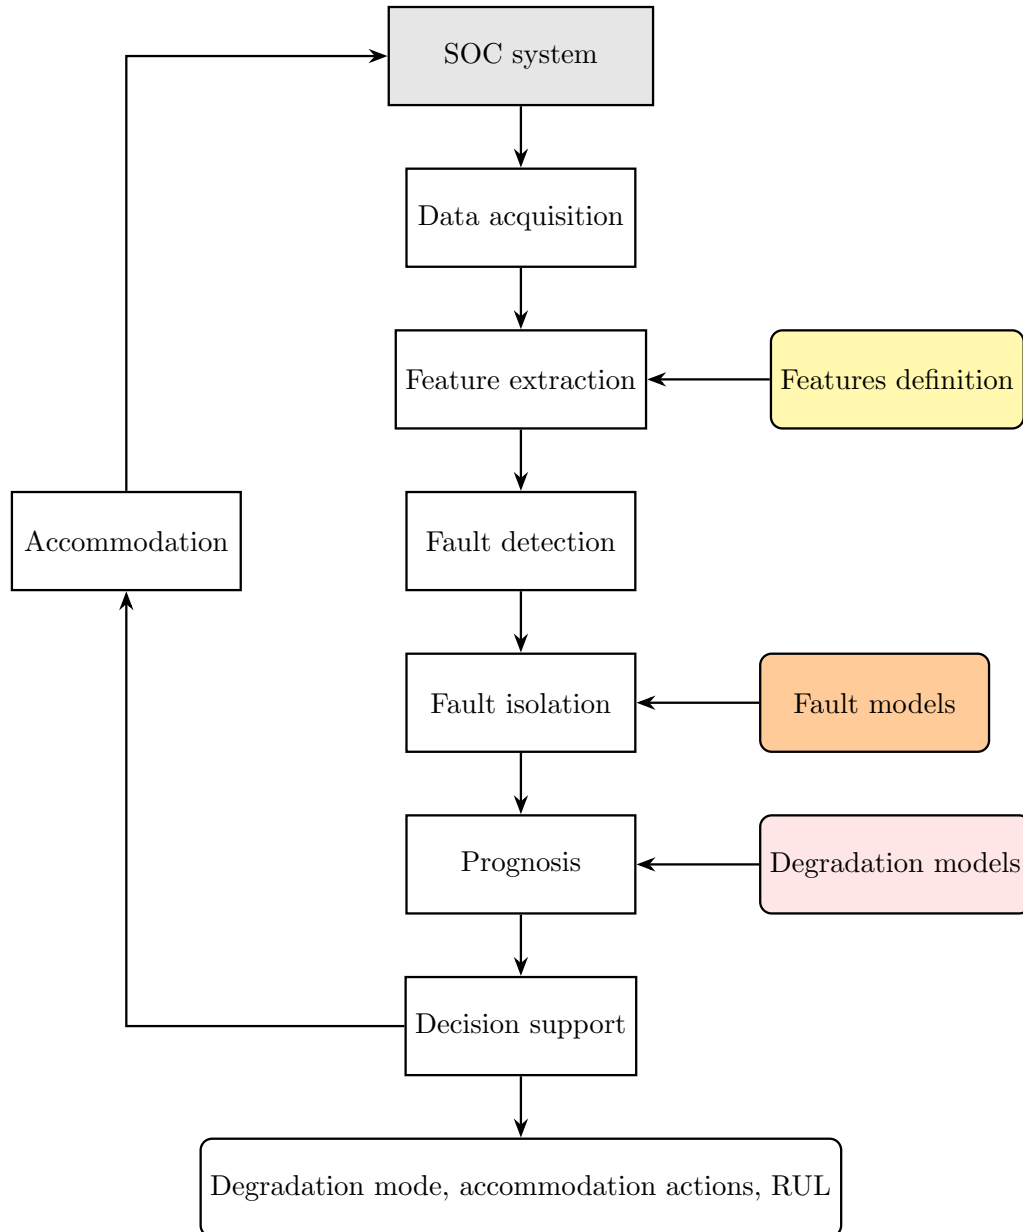 SOC system
Data acquisition
Feature extraction
Features definition
Accommodation
Fault detection
Fault isolation
Fault models
Prognosis
Degradation models
Decision support
Degradation mode, accommodation actions, RUL